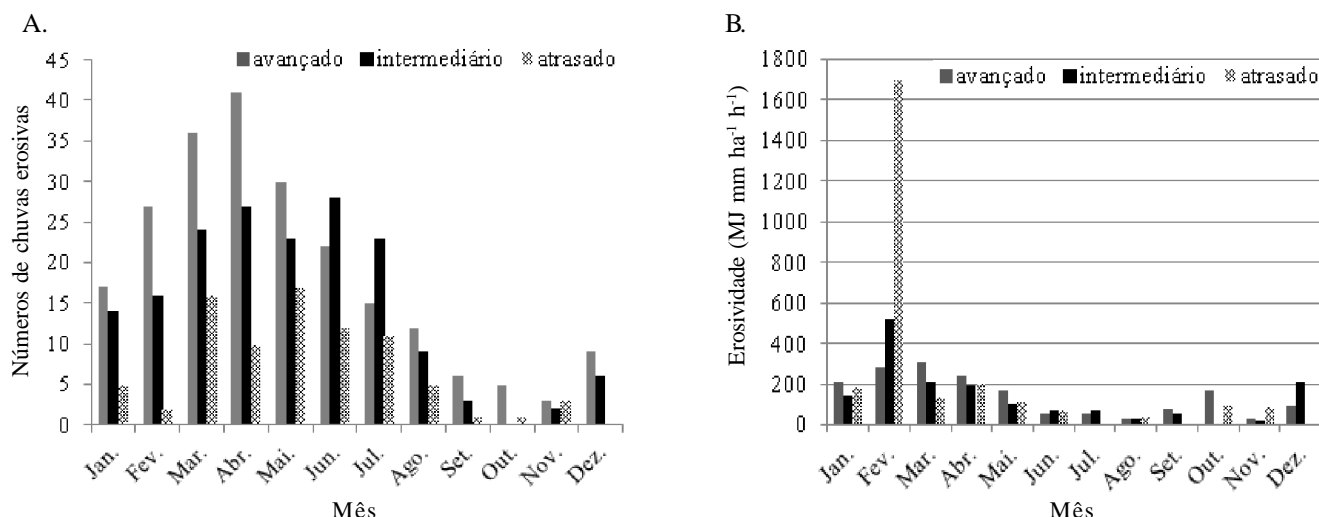 A.
avançado intermediário atrasado
Números de chuvas erosivas
45
40
35
30
25
20
15
10
5
0
Jan. Fev. Mar. Abr. Mai. Jun. Jul. Ago. Set. Out. Nov. Dez.
Mês
B.
avançado intermediário atrasado
Erosividade (MJ mm ha⁻¹ h⁻¹)
1800
1600
1400
1200
1000
800
600
400
200
0
Jan. Fev. Mar. Abr. Mai. Jun. Jul. Ago. Set. Out. Nov. Dez.
Mês